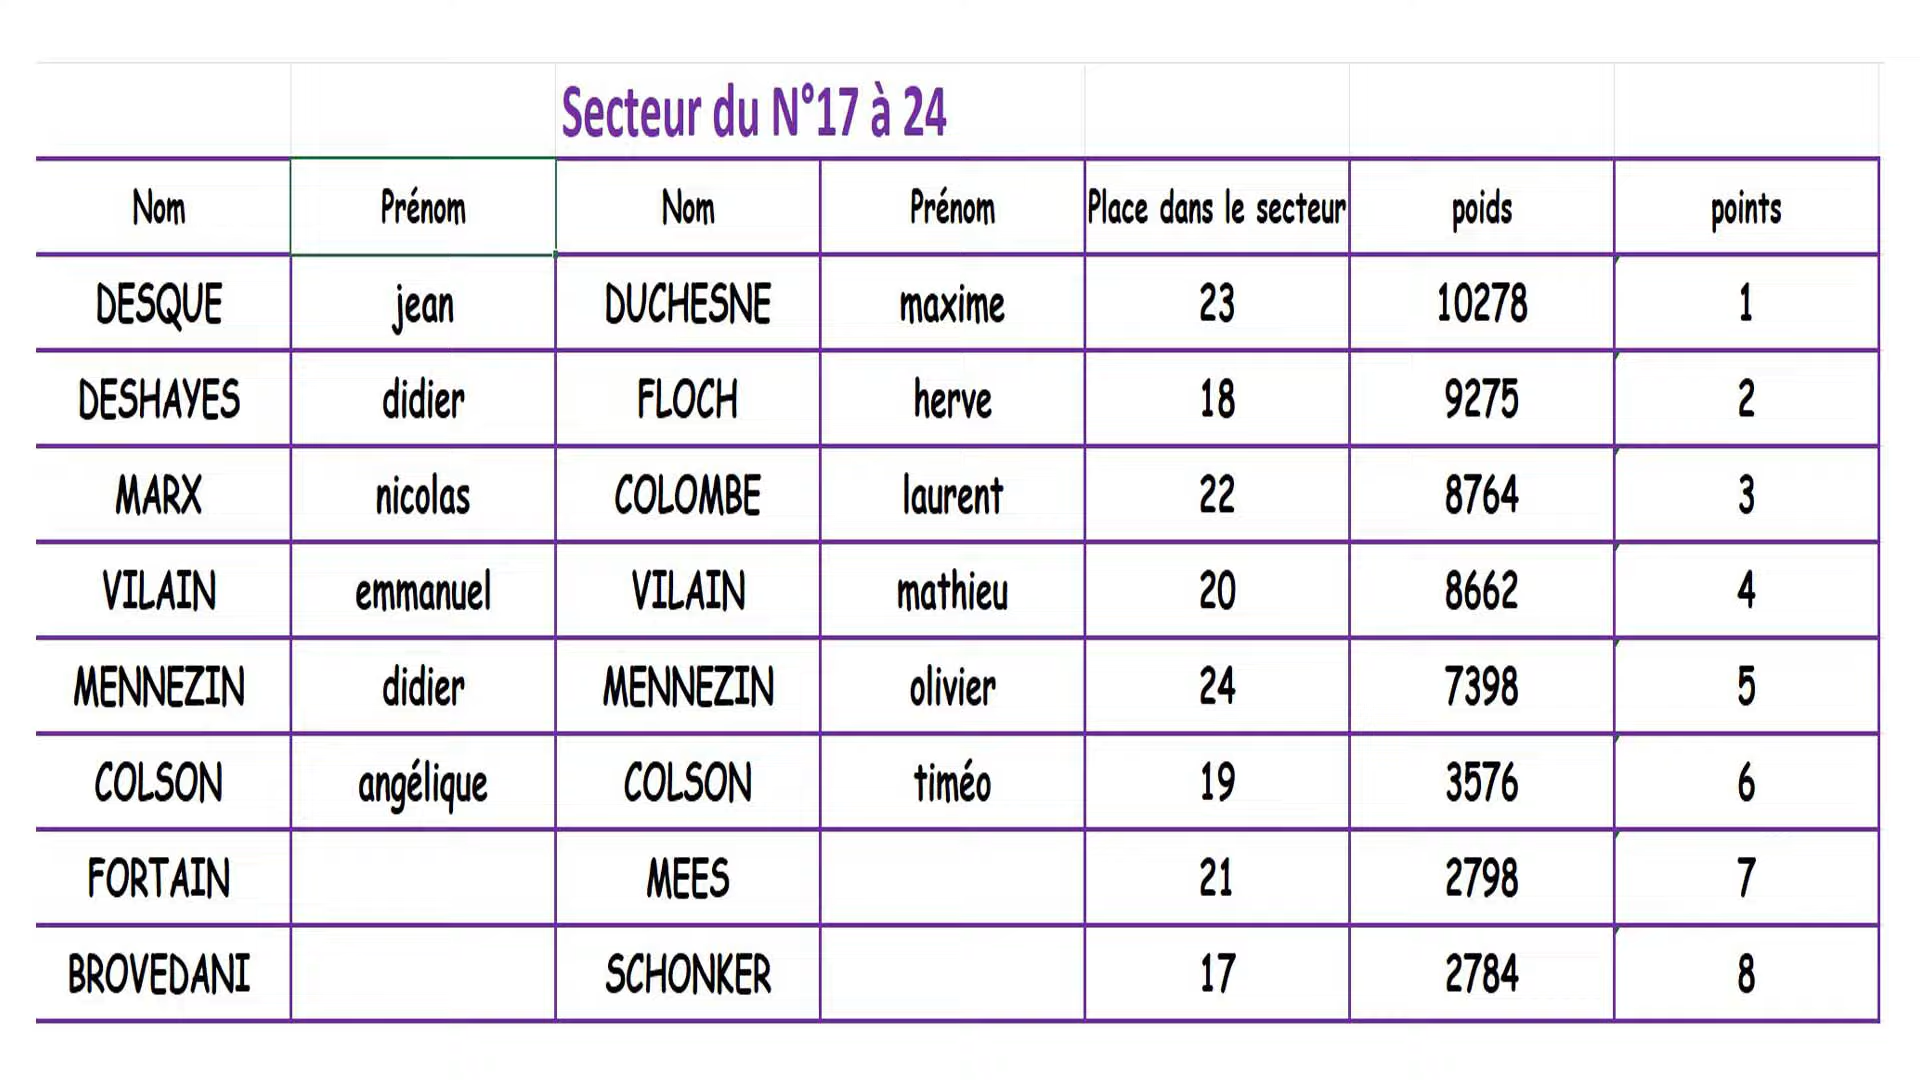 Secteur du N°17 à 24
Nom Prénom Nom Prénom Place dans le secteur poids points
DESQUE jean DUCHESNE maxime 23 10278 1
DESHAYES didier FLOCH herve 18 9275 2
MARX nicolas COLOMBE laurent 22 8764 3
VILAIN emmanuel VILAIN mathieu 20 8662 4
MENNEZIN didier MENNEZIN olivier 24 7398 5
COLSON angélique COLSON timéo 19 3576 6
FORTAIN MEES 21 2798 7
BROVEDANI SCHONKER 17 2784 8